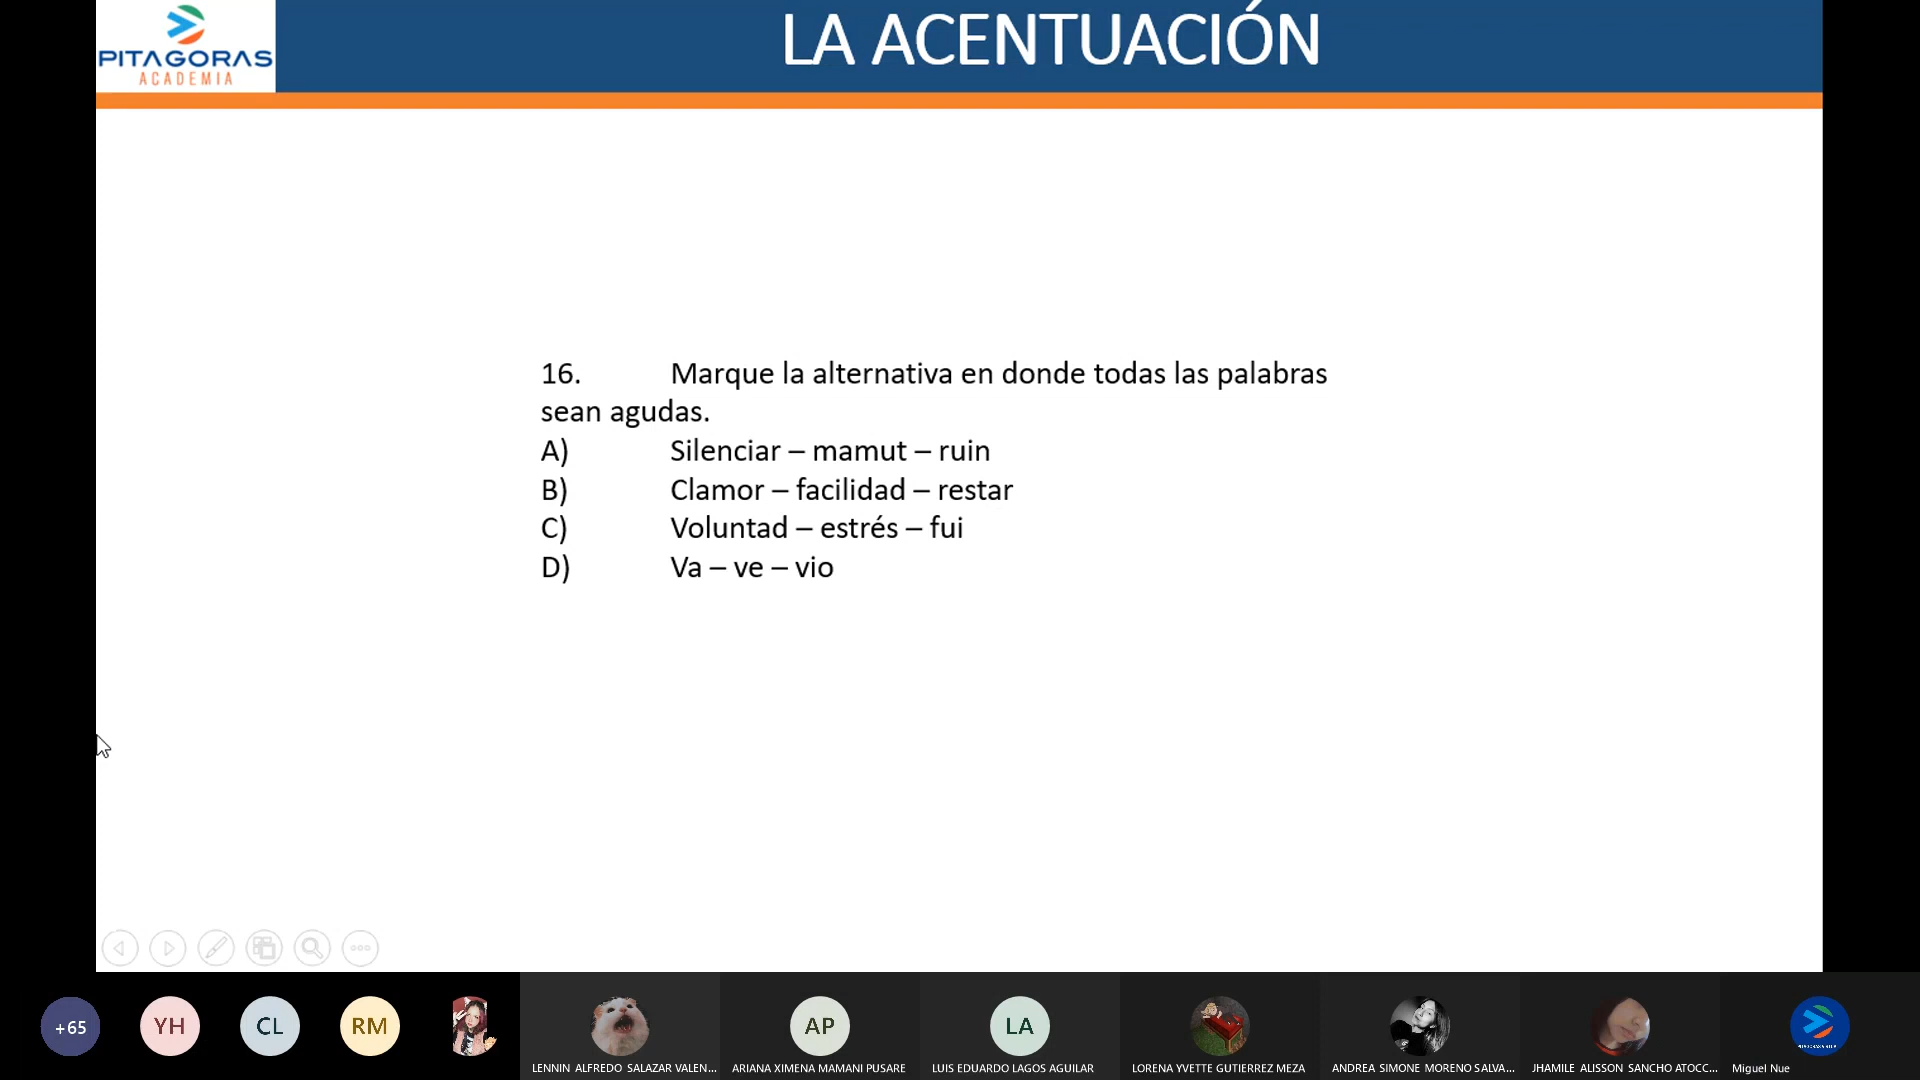 PITAGORAS
ACADEMIA
LA ACENTUACIÓN
16. Marque la alternativa en donde todas las palabras
sean agudas.
A) Silenciar – mamut – ruin
B) Clamor – facilidad – restar
C) Voluntad – estrés – fui
D) Va – ve – vio
+65
YH
CL
RM
AP
LA
LENNIN ALFREDO SALAZAR VALEN...
ARIANA XIMENA MAMANI PUSARE
LUIS EDUARDO LAGOS AGUILAR
LORENA YVETTE GUTIERREZ MEZA
ANDREA SIMONE MORENO SALVA...
JHAMILE ALISSON SANCHO ATOCC...
Miguel Nue